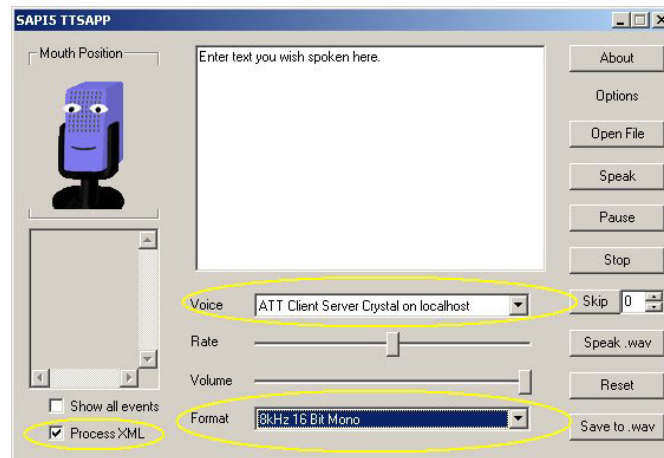 SAPI5 TTSAPP
Mouth Position
Enter text you wish spoken here.
About
Options
Open File
Speak
Pause
Stop
Voice
ATT Client Server Crystal on localhost
Skip
0
Rate
Speak .wav
Volume
Reset
Show all events
Format
8kHz 16 Bit Mono
Process XML
Save to .wav